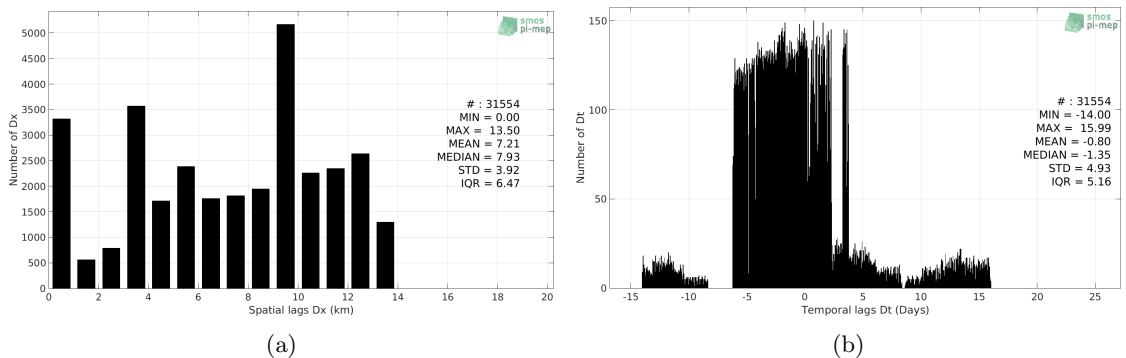 smos
pi-mep
5000
4500
4000
3500
3000
2500
2000
1500
1000
500
0
Number of Dx
# : 31554
MIN = 0.00
MAX = 13.50
MEAN = 7.21
MEDIAN = 7.93
STD = 3.92
IQR = 6.47
0 2 4 6 8 10 12 14 16 18 20
Spatial lags Dx (km)
(a)
smos
pi-mep
150
100
50
0
Number of Dt
# : 31554
MIN = -14.00
MAX = 15.99
MEAN = -0.80
MEDIAN = -1.35
STD = 4.93
IQR = 5.16
-15 -10 -5 0 5 10 15 20 25
Temporal lags Dt (Days)
(b)